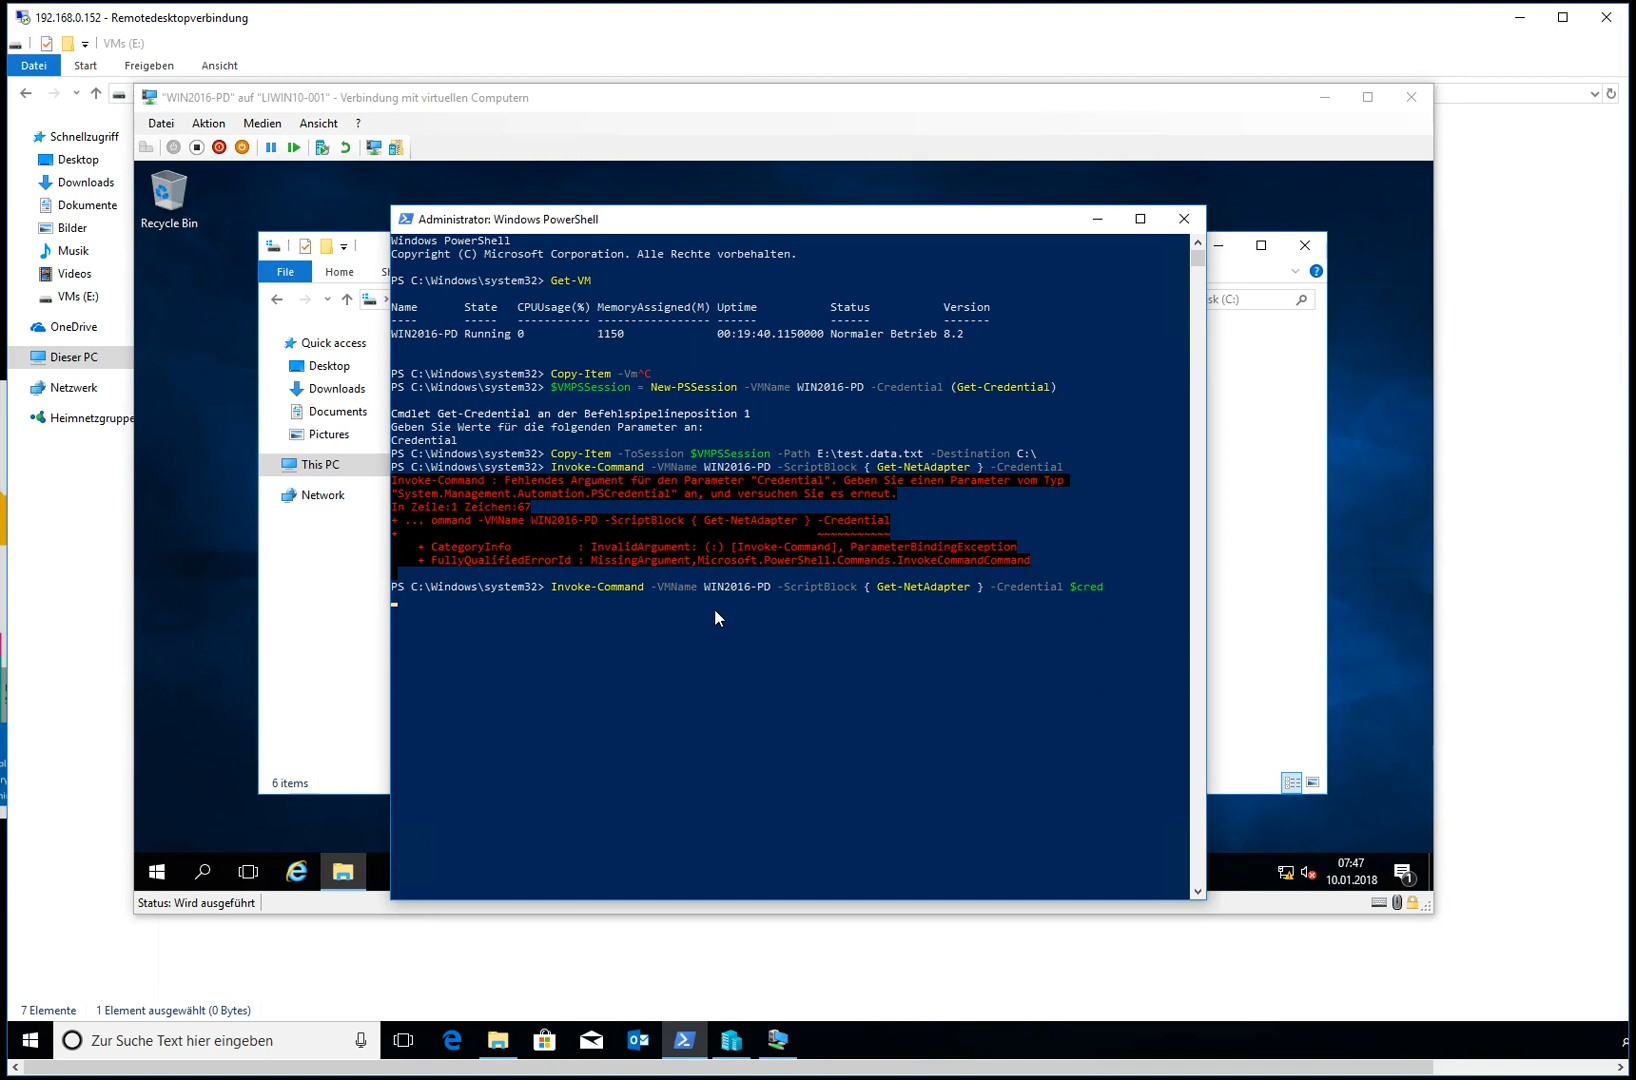 192.168.0.152 - Remotedesktopverbindung
VMs (E:)
Datei Start Freigeben Ansicht
"WIN2016-PD" auf "LIWIN10-001" - Verbindung mit virtuellen Computern
Datei Aktion Medien Ansicht ?
Schnellzugriff
Desktop
Downloads
Dokumente
Bilder
Musik
Videos
VMs (E:)
OneDrive
Dieser PC
Netzwerk
Heimnetzgruppe
Recycle Bin
File Home
sk (C:)
Quick access
Desktop
Downloads
Documents
Pictures
This PC
Network
6 items
Administrator: Windows PowerShell
Windows PowerShell
Copyright (C) Microsoft Corporation. Alle Rechte vorbehalten.
PS C:\Windows\system32> Get-VM
Name State CPUUsage(%) MemoryAssigned(M) Uptime Status Version
---- ----- ----------- ----------------- ------ ------ -------
WIN2016-PD Running 0 1150 00:19:40.1150000 Normaler Betrieb 8.2
PS C:\Windows\system32> Copy-Item -Vm^C
PS C:\Windows\system32> $VMPSSession = New-PSSession -VMName WIN2016-PD -Credential (Get-Credential)
Cmdlet Get-Credential an der Befehlspipelineposition 1
Geben Sie Werte für die folgenden Parameter an:
Credential
PS C:\Windows\system32> Copy-Item -ToSession $VMPSSession -Path E:\test.data.txt -Destination C:\
PS C:\Windows\system32> Invoke-Command -VMName WIN2016-PD -ScriptBlock { Get-NetAdapter } -Credential
Invoke-Command : Fehlendes Argument für den Parameter "Credential". Geben Sie einen Parameter vom Typ
"System.Management.Automation.PSCredential" an, und versuchen Sie es erneut.
In Zeile:1 Zeichen:67
+ ... ommand -VMName WIN2016-PD -ScriptBlock { Get-NetAdapter } -Credential
+ ~~~~~~~~~~~
+ CategoryInfo : InvalidArgument: (:) [Invoke-Command], ParameterBindingException
+ FullyQualifiedErrorId : MissingArgument,Microsoft.PowerShell.Commands.InvokeCommandCommand
PS C:\Windows\system32> Invoke-Command -VMName WIN2016-PD -ScriptBlock { Get-NetAdapter } -Credential $cred
07:47
10.01.2018
1
Status: Wird ausgeführt
7 Elemente 1 Element ausgewählt (0 Bytes)
Zur Suche Text hier eingeben